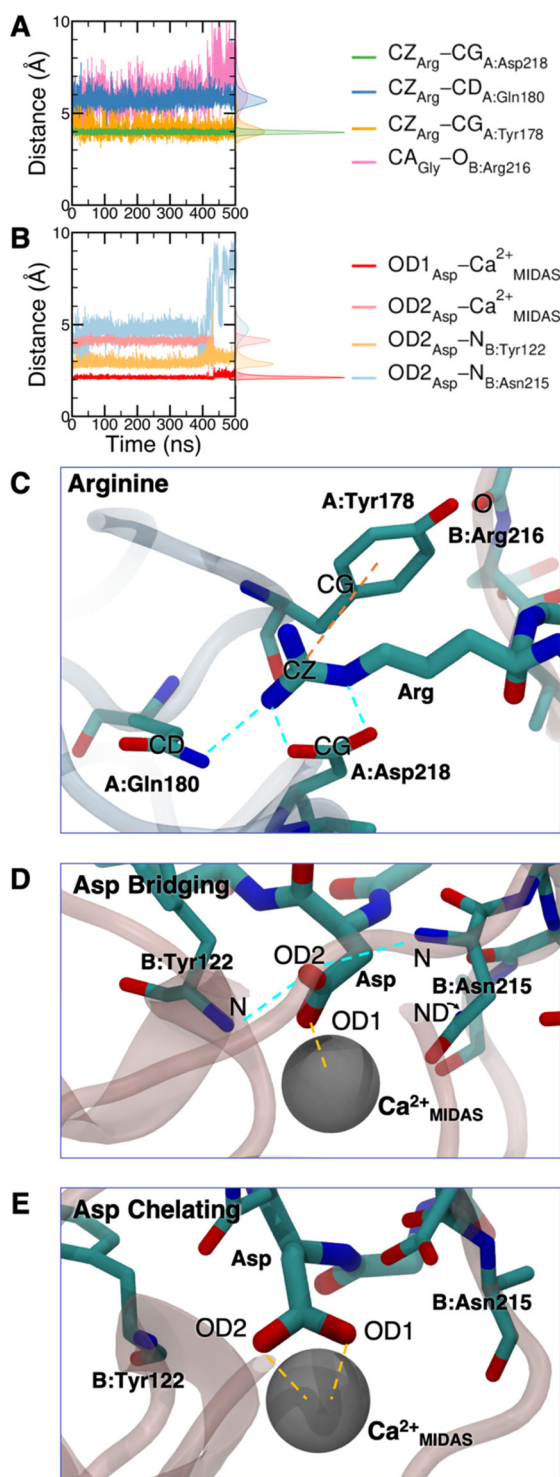 A
Distance (Å)
10
5
0
0 100 200 300 400 500
CZArg–CGA:Asp218
CZArg–CDA:Gln180
CZArg–CGA:Tyr178
CAGly–OB:Arg216
B
Distance (Å)
10
5
0
0 100 200 300 400 500
Time (ns)
OD1Asp–Ca2+MIDAS
OD2Asp–Ca2+MIDAS
OD2Asp–NB:Tyr122
OD2Asp–NB:Asn215
C
Arginine
A:Tyr178
O
B:Arg216
CG
CZ
Arg
CD
CG
A:Gln180
A:Asp218
D
Asp Bridging
B:Tyr122
OD2
Asp
N
B:Asn215
N
OD1
ND
Ca2+MIDAS
E
Asp Chelating
Asp
B:Asn215
OD2
OD1
B:Tyr122
Ca2+MIDAS